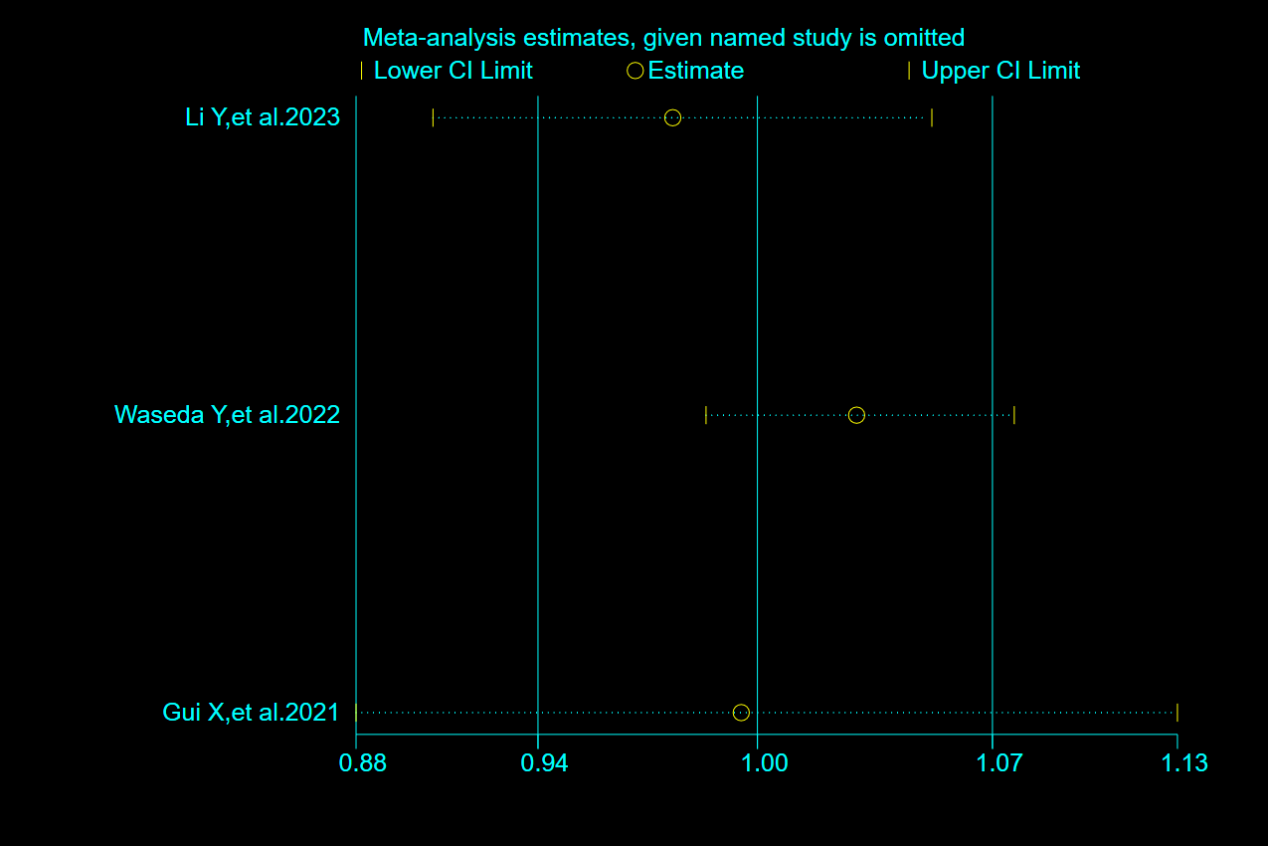 Meta-analysis estimates, given named study is omitted
Lower CI Limit Estimate Upper CI Limit
Li Y,et al.2023
Waseda Y,et al.2022
Gui X,et al.2021
0.88 0.94 1.00 1.07 1.13